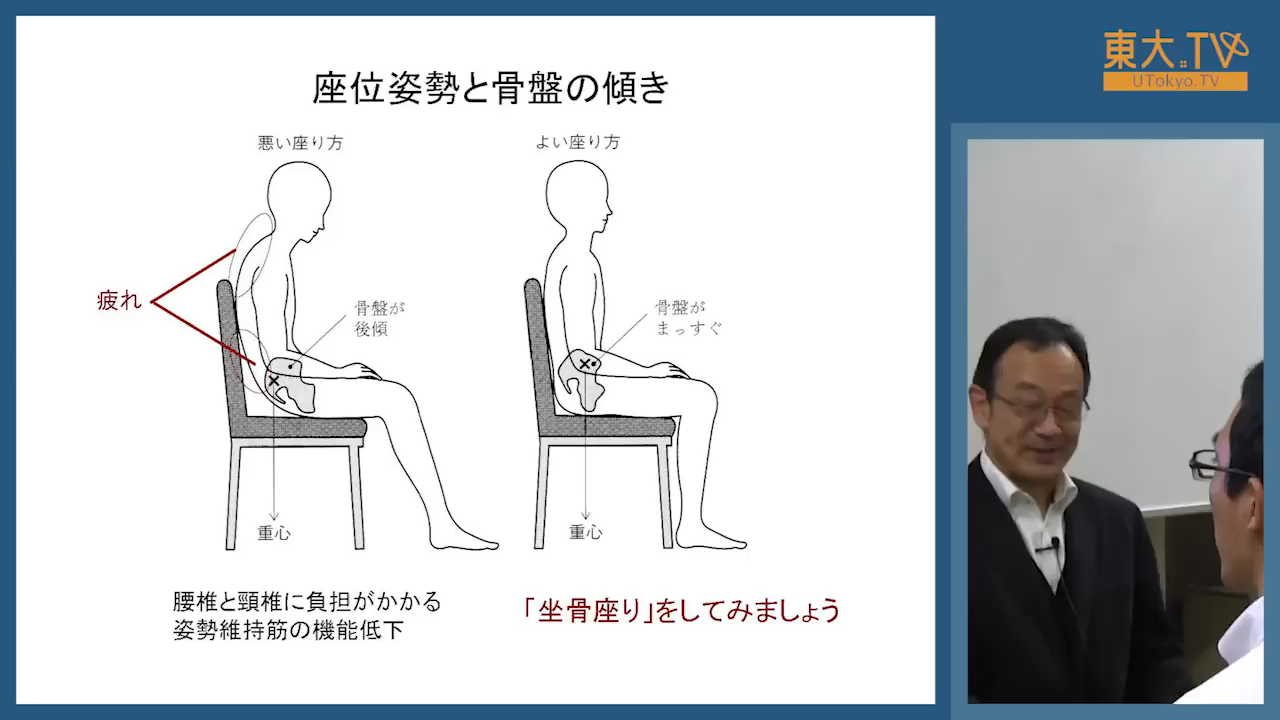 座位姿勢と骨盤の傾き
悪い座り方
よい座り方
疲れ
骨盤が
後傾
骨盤が
まっすぐ
重心
重心
腰椎と頸椎に負担がかかる
姿勢維持筋の機能低下
「坐骨座り」をしてみましょう
東大.TV
UTokyo.TV